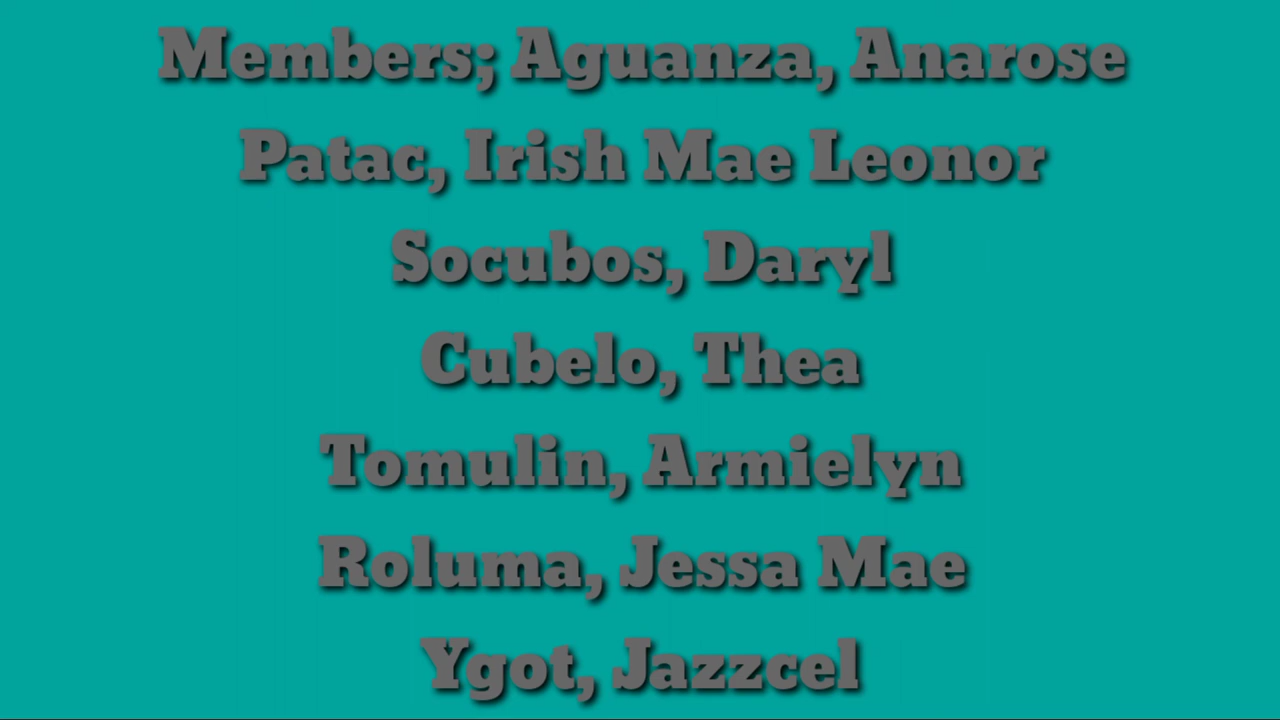 Members; Aguanza, Anarose
Patac, Irish Mae Leonor
Socubos, Daryl
Cubelo, Thea
Tomulin, Armielyn
Roluma, Jessa Mae
Ygot, Jazzcel